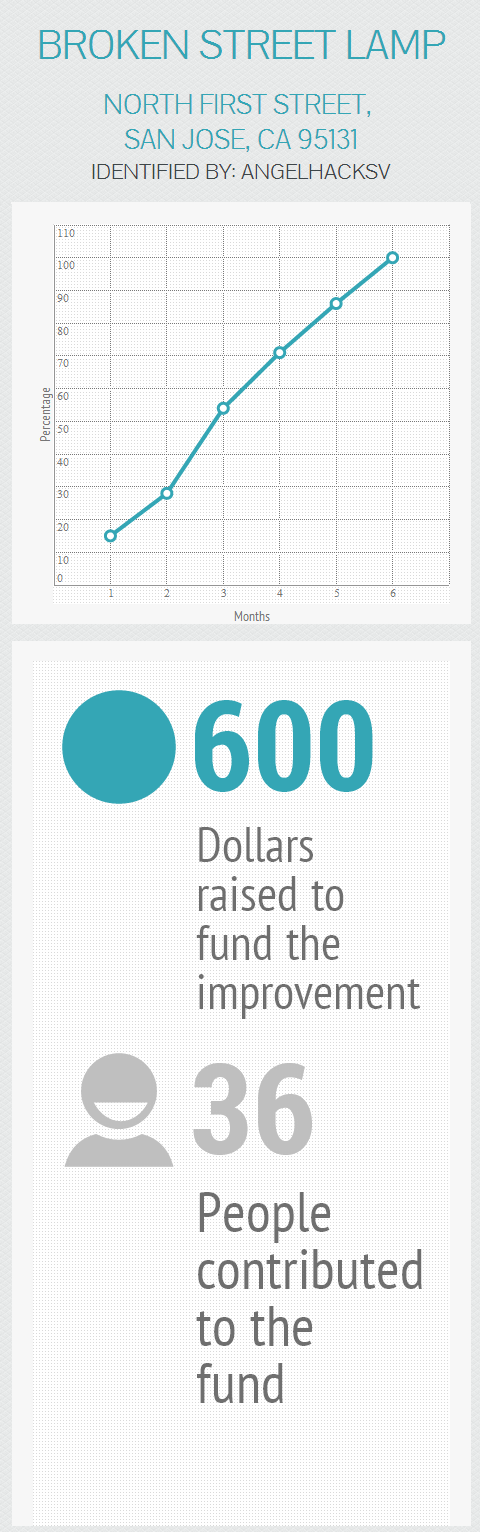 BROKEN STREET LAMP
NORTH FIRST STREET,
SAN JOSE, CA 95131
IDENTIFIED BY: ANGELHACKSV
110
100
90
80
70
60
50
40
30
20
10
0
Percentage
1 2 3 4 5 6
Months
600
Dollars
raised to
fund the
improvement
36
People
contributed
to the
fund